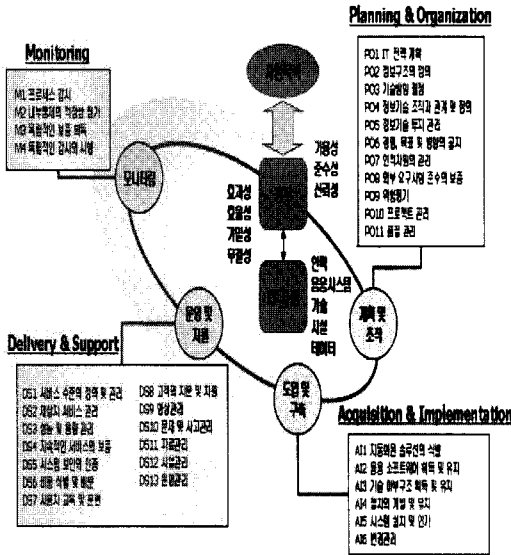 Planning & Organization
PO1 IT 전략 계획
PO2 정보구조의 정의
PO3 기술방향 결정
PO4 정보기술 조직과 관계 및 정의
PO5 정보기술 투자 관리
PO6 경영, 목표 및 방향의 공지
PO7 인적자원의 관리
PO8 외부 요구사항 준수의 보증
PO9 위험평가
PO10 프로젝트 관리
PO11 품질 관리
Monitoring
M1 프로세스 감시
M2 내부통제의 적정성 평가
M3 독립적인 보증 획득
M4 독립적인 감사의 시행
모니터링
가용성
준수성
신뢰성
효과성
효율성
기밀성
무결성
인력
응용시스템
기술
시설
데이터
계획 및
조직
운영 및
지원
도입 및
구축
Delivery & Support
DS1 서비스 수준의 정의 및 관리
DS2 제삼자 서비스 관리
DS3 성능 및 용량 관리
DS4 지속적인 서비스의 보증
DS5 시스템 보안의 보증
DS6 비용 식별 및 배분
DS7 사용자 교육 및 훈련
DS8 고객의 지원 및 자문
DS9 형상관리
DS10 문제 및 사고관리
DS11 자료관리
DS12 시설관리
DS13 운영관리
Acquisition & Implementation
AI1 자동화된 솔루션의 식별
AI2 응용 소프트웨어 획득 및 유지
AI3 기술 하부구조 획득 및 유지
AI4 절차의 개발 및 유지
AI5 시스템 설치 및 인가
AI6 변경관리